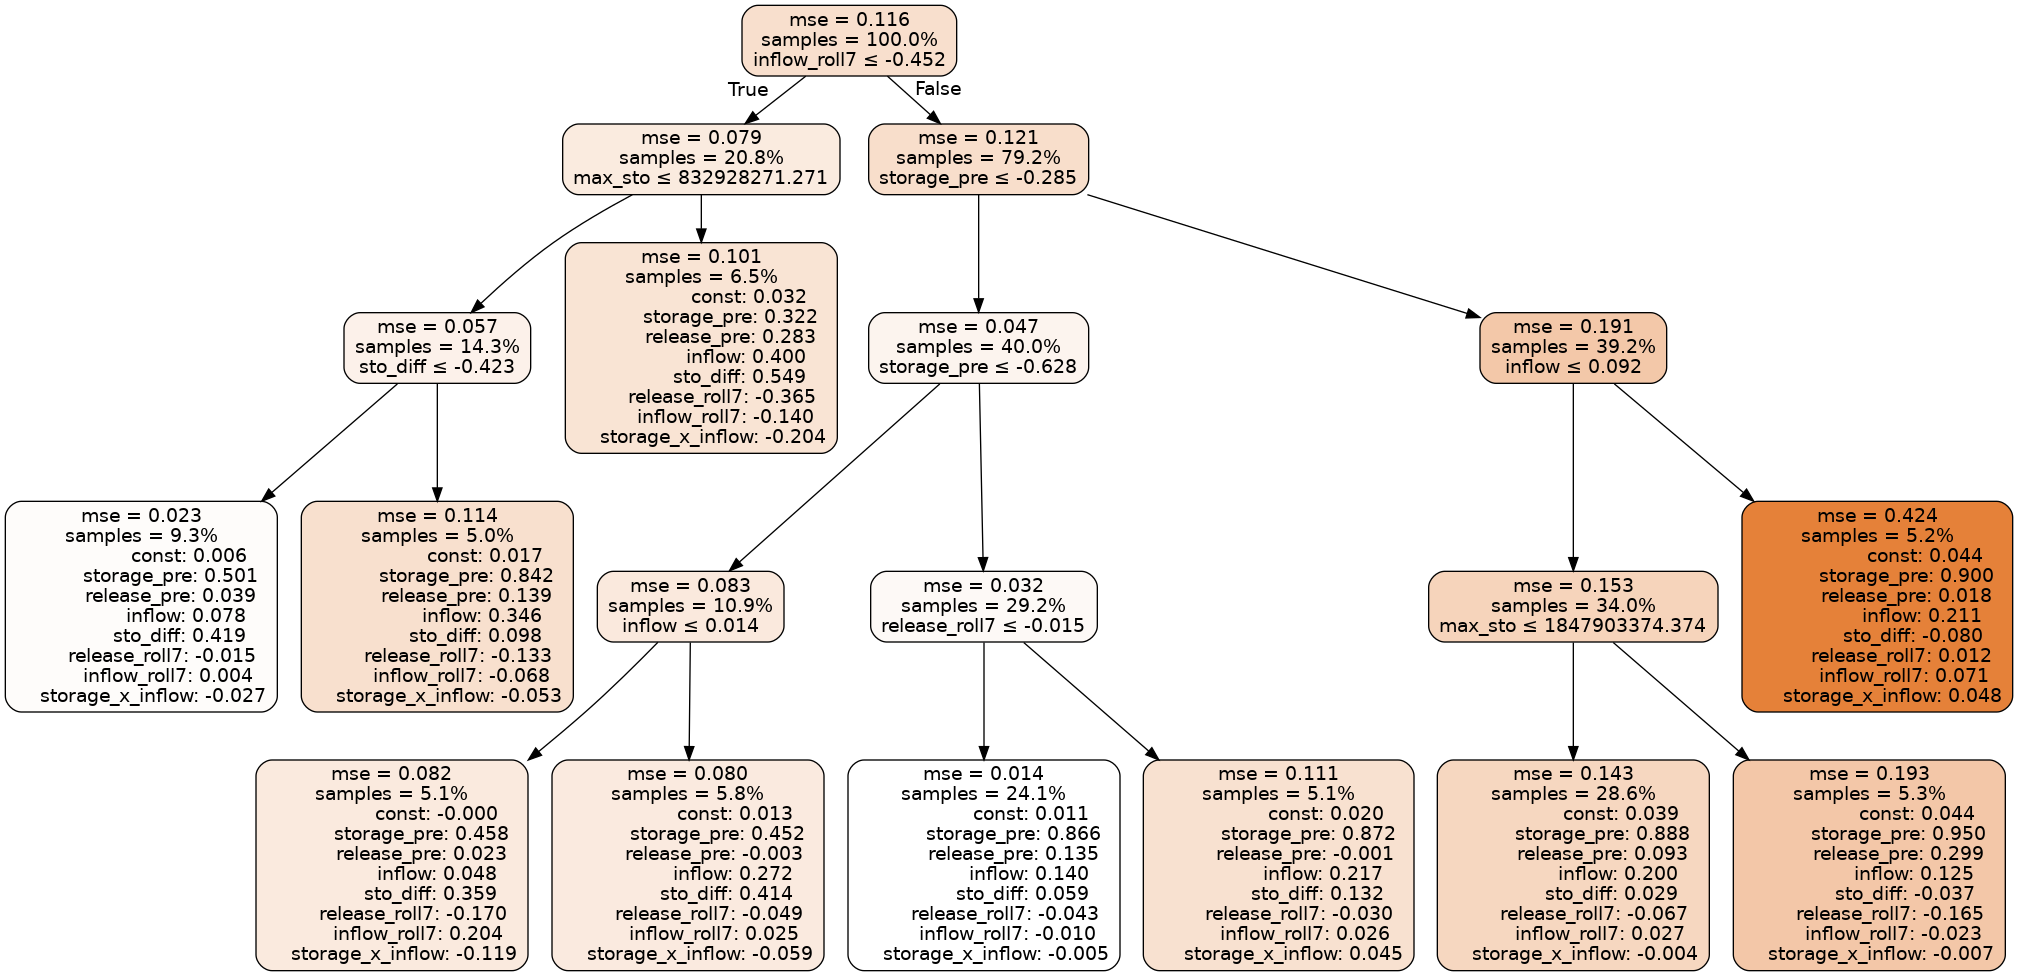 mse = 0.116
samples = 100.0%
inflow_roll7 ≤ -0.452
True
False
mse = 0.079
samples = 20.8%
max_sto ≤ 832928271.271
mse = 0.121
samples = 79.2%
storage_pre ≤ -0.285
mse = 0.057
samples = 14.3%
sto_diff ≤ -0.423
mse = 0.101
samples = 6.5%
const: 0.032
storage_pre: 0.322
release_pre: 0.283
inflow: 0.400
sto_diff: 0.549
release_roll7: -0.365
inflow_roll7: -0.140
storage_x_inflow: -0.204
mse = 0.047
samples = 40.0%
storage_pre ≤ -0.628
mse = 0.191
samples = 39.2%
inflow ≤ 0.092
mse = 0.023
samples = 9.3%
const: 0.006
storage_pre: 0.501
release_pre: 0.039
inflow: 0.078
sto_diff: 0.419
release_roll7: -0.015
inflow_roll7: 0.004
storage_x_inflow: -0.027
mse = 0.114
samples = 5.0%
const: 0.017
storage_pre: 0.842
release_pre: 0.139
inflow: 0.346
sto_diff: 0.098
release_roll7: -0.133
inflow_roll7: -0.068
storage_x_inflow: -0.053
mse = 0.083
samples = 10.9%
inflow ≤ 0.014
mse = 0.032
samples = 29.2%
release_roll7 ≤ -0.015
mse = 0.153
samples = 34.0%
max_sto ≤ 1847903374.374
mse = 0.424
samples = 5.2%
const: 0.044
storage_pre: 0.900
release_pre: 0.018
inflow: 0.211
sto_diff: -0.080
release_roll7: 0.012
inflow_roll7: 0.071
storage_x_inflow: 0.048
mse = 0.082
samples = 5.1%
const: -0.000
storage_pre: 0.458
release_pre: 0.023
inflow: 0.048
sto_diff: 0.359
release_roll7: -0.170
inflow_roll7: 0.204
storage_x_inflow: -0.119
mse = 0.080
samples = 5.8%
const: 0.013
storage_pre: 0.452
release_pre: -0.003
inflow: 0.272
sto_diff: 0.414
release_roll7: -0.049
inflow_roll7: 0.025
storage_x_inflow: -0.059
mse = 0.014
samples = 24.1%
const: 0.011
storage_pre: 0.866
release_pre: 0.135
inflow: 0.140
sto_diff: 0.059
release_roll7: -0.043
inflow_roll7: -0.010
storage_x_inflow: -0.005
mse = 0.111
samples = 5.1%
const: 0.020
storage_pre: 0.872
release_pre: -0.001
inflow: 0.217
sto_diff: 0.132
release_roll7: -0.030
inflow_roll7: 0.026
storage_x_inflow: 0.045
mse = 0.143
samples = 28.6%
const: 0.039
storage_pre: 0.888
release_pre: 0.093
inflow: 0.200
sto_diff: 0.029
release_roll7: -0.067
inflow_roll7: 0.027
storage_x_inflow: -0.004
mse = 0.193
samples = 5.3%
const: 0.044
storage_pre: 0.950
release_pre: 0.299
inflow: 0.125
sto_diff: -0.037
release_roll7: -0.165
inflow_roll7: -0.023
storage_x_inflow: -0.007